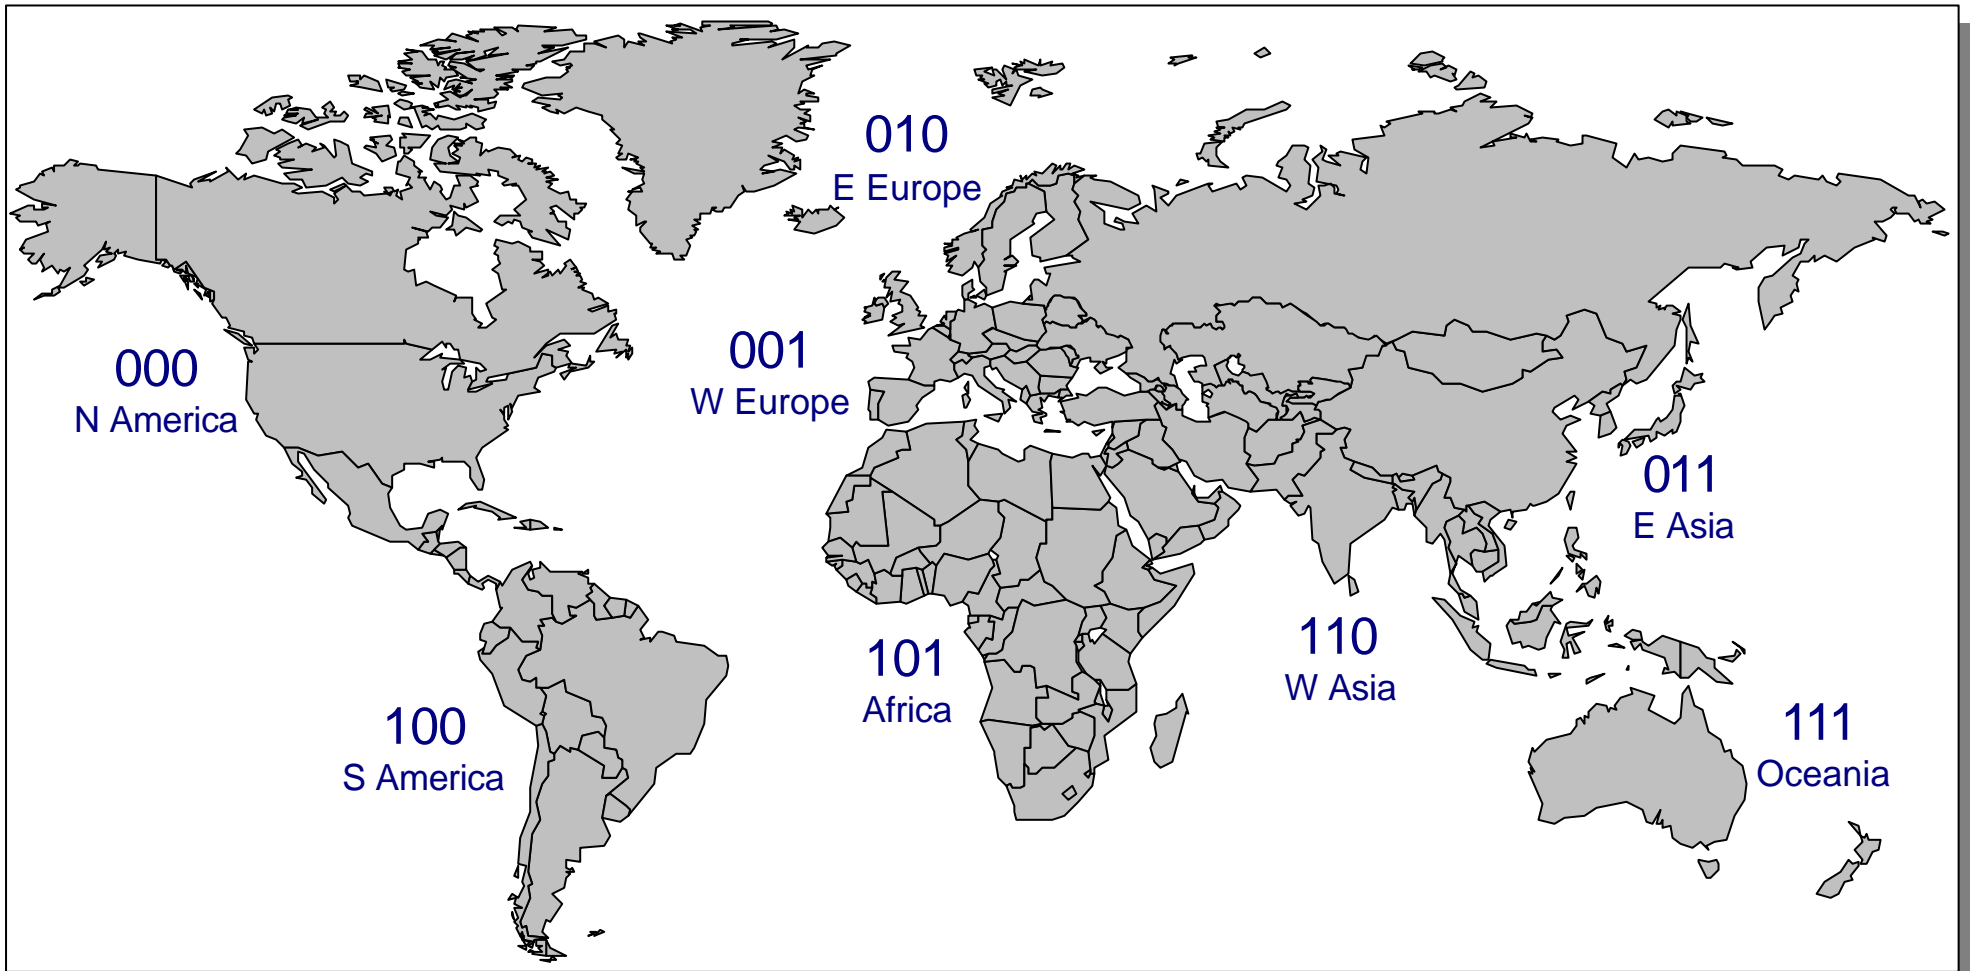 010
E Europe
001
W Europe
000
N America
011
E Asia
101
Africa
110
W Asia
100
S America
111
Oceania